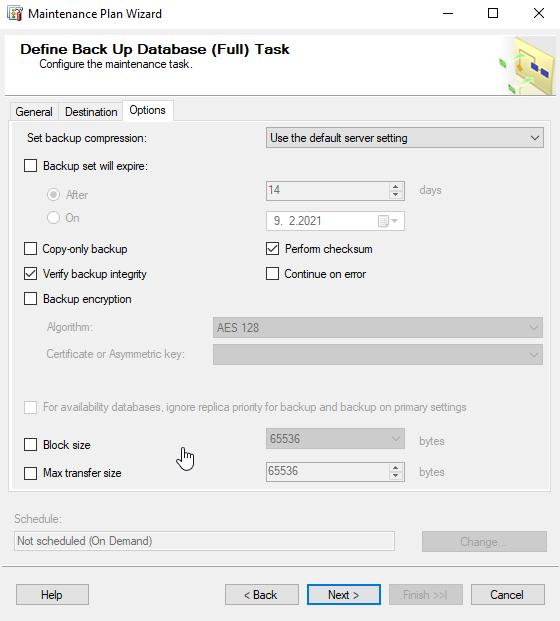 Maintenance Plan Wizard
Define Back Up Database (Full) Task
Configure the maintenance task.
General Destination Options
Set backup compression: Use the default server setting
Backup set will expire:
After 14 days
On 9. 2.2021
Copy-only backup Perform checksum
Verify backup integrity Continue on error
Backup encryption
Algorithm: AES 128
Certificate or Asymmetric key:
For availability databases, ignore replica priority for backup and backup on primary settings
Block size 65536 bytes
Max transfer size 65536 bytes
Schedule:
Not scheduled (On Demand) Change...
Help < Back Next > Finish >>| Cancel